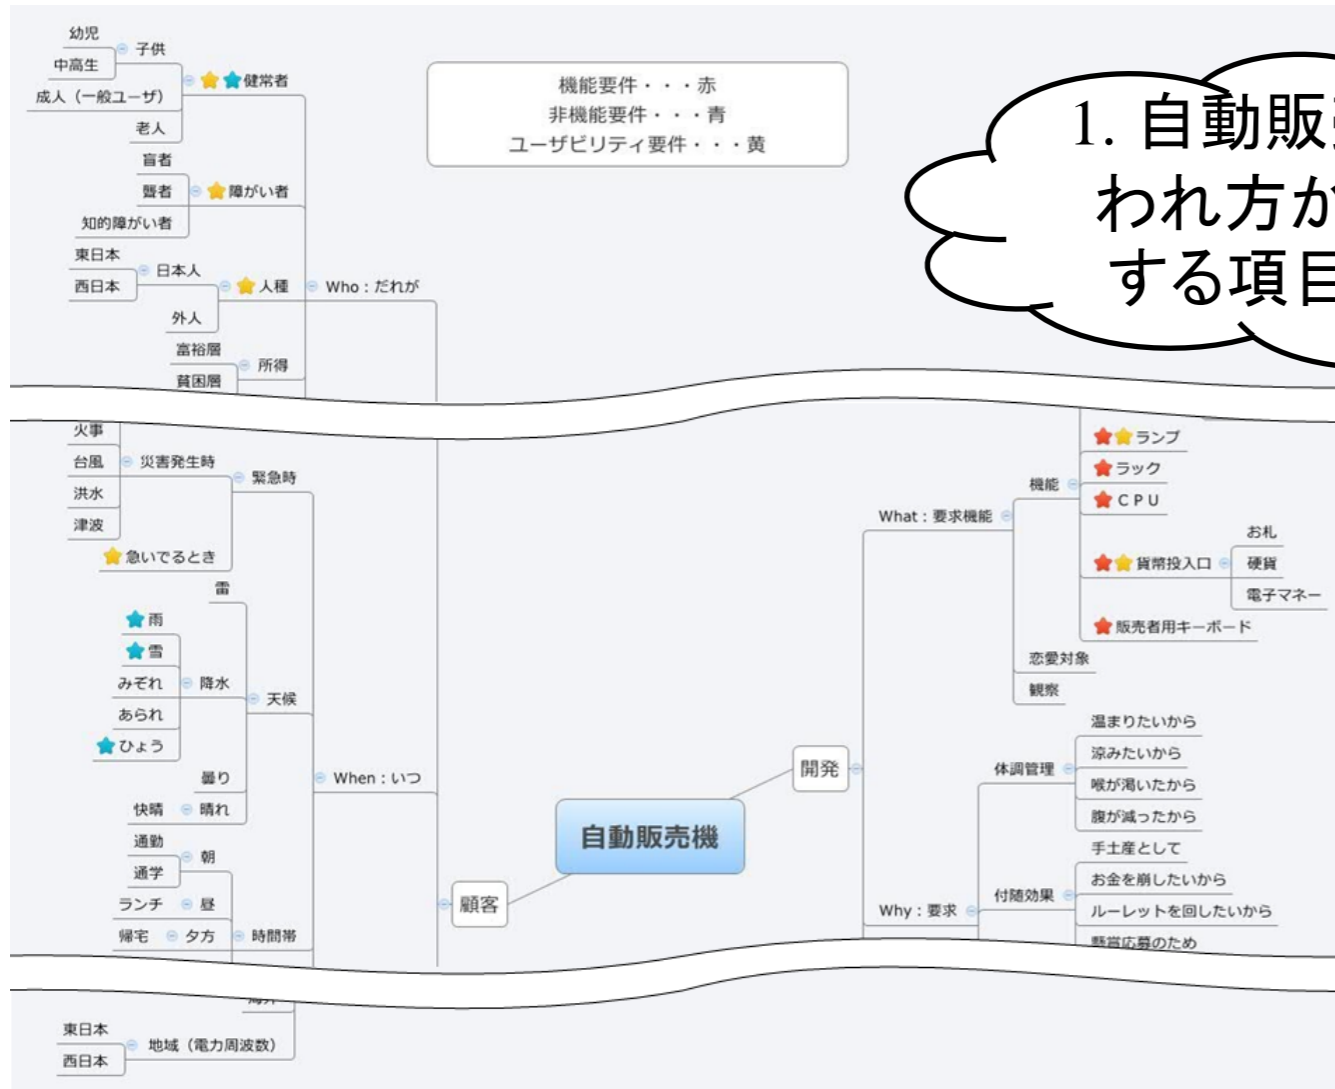 幼児
子供
中高生
健常者
成人（一般ユーザ）
老人
盲者
聾者
障がい者
知的障がい者
東日本
日本人
西日本
人種
Who：だれが
外人
富裕層
所得
貧困層
機能要件・・・赤
非機能要件・・・青
ユーザビリティ要件・・・黄
1. 自動販
われ方か
する項目
火事
台風
災害発生時
緊急時
洪水
津波
急いでるとき
雷
雨
雪
みぞれ
降水
天候
あられ
ひょう
曇り
When：いつ
快晴
晴れ
通勤
朝
通学
ランチ
昼
帰宅
夕方
時間帯
顧客
自動販売機
開発
What：要求機能
機能
ランプ
ラック
ＣＰＵ
お札
貨幣投入口
硬貨
電子マネー
販売者用キーボード
恋愛対象
観察
温まりたいから
涼みたいから
体調管理
喉が渇いたから
腹が減ったから
手土産として
お金を崩したいから
付随効果
Why：要求
ルーレットを回したいから
懸賞応募のため
東日本
地域（電力周波数）
西日本